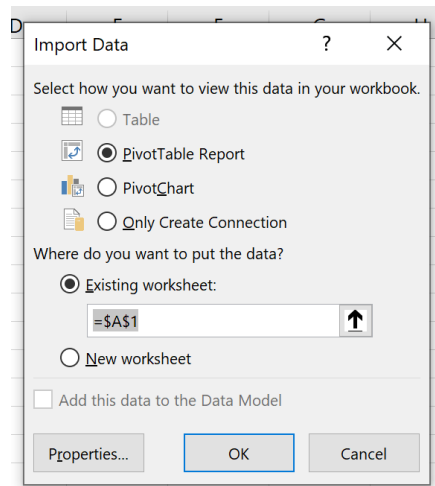 Import Data ?
Select how you want to view this data in your workbook.
Table
PivotTable Report
PivotChart
Only Create Connection
Where do you want to put the data?
Existing worksheet:
=$A$1
New worksheet
Add this data to the Data Model
Properties... OK Cancel